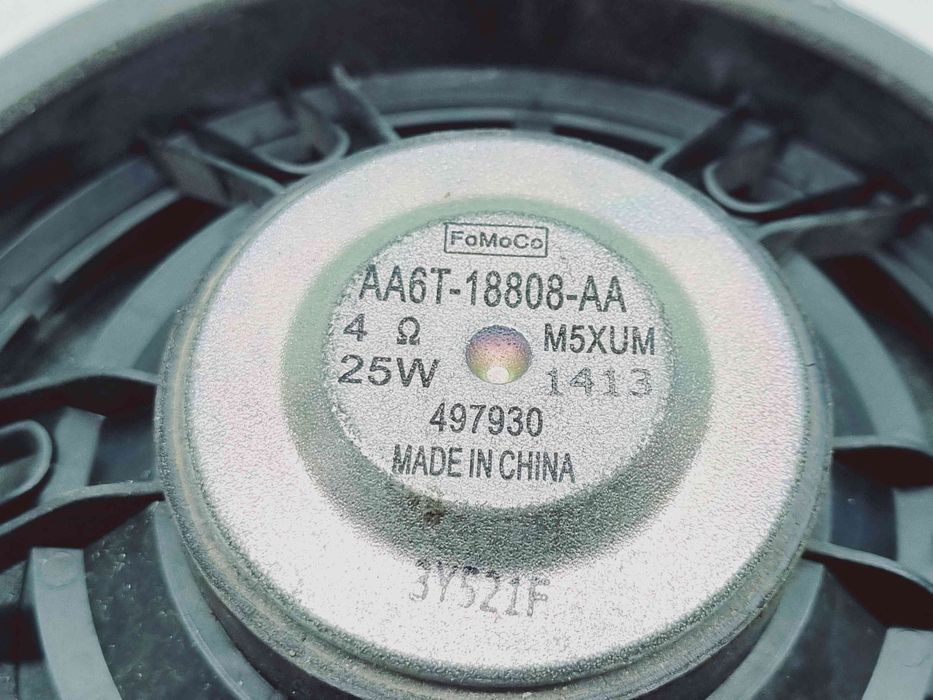 FoMoCo
AA6T-18808-AA
4 Ω M5XUM
25W 1413
497930
MADE IN CHINA
3Y521F